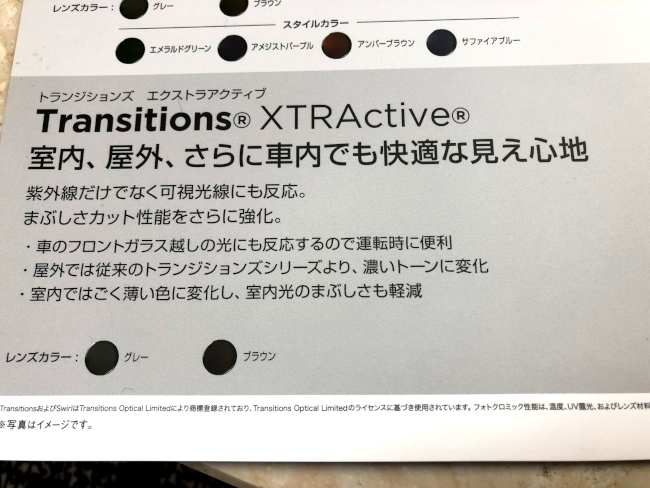 レンズカラー： グレー ブラウン
スタイルカラー
エメラルドグリーン アメジストパープル アンバーブラウン サファイアブルー
トランジションズ エクストラアクティブ
Transitions® XTRActive®
室内、屋外、さらに車内でも快適な見え心地
紫外線だけでなく可視光線にも反応。
まぶしさカット性能をさらに強化。
・車のフロントガラス越しの光にも反応するので運転時に便利
・屋外では従来のトランジションズシリーズより、濃いトーンに変化
・室内ではごく薄い色に変化し、室内光のまぶしさも軽減
レンズカラー： グレー ブラウン
TransitionsおよびSwirlはTransitions Optical Limitedにより商標登録されており、Transitions Optical Limitedのライセンスに基づき使用されています。フォトクロミック性能は、温度、UV露光、およびレンズ材料
※写真はイメージです。